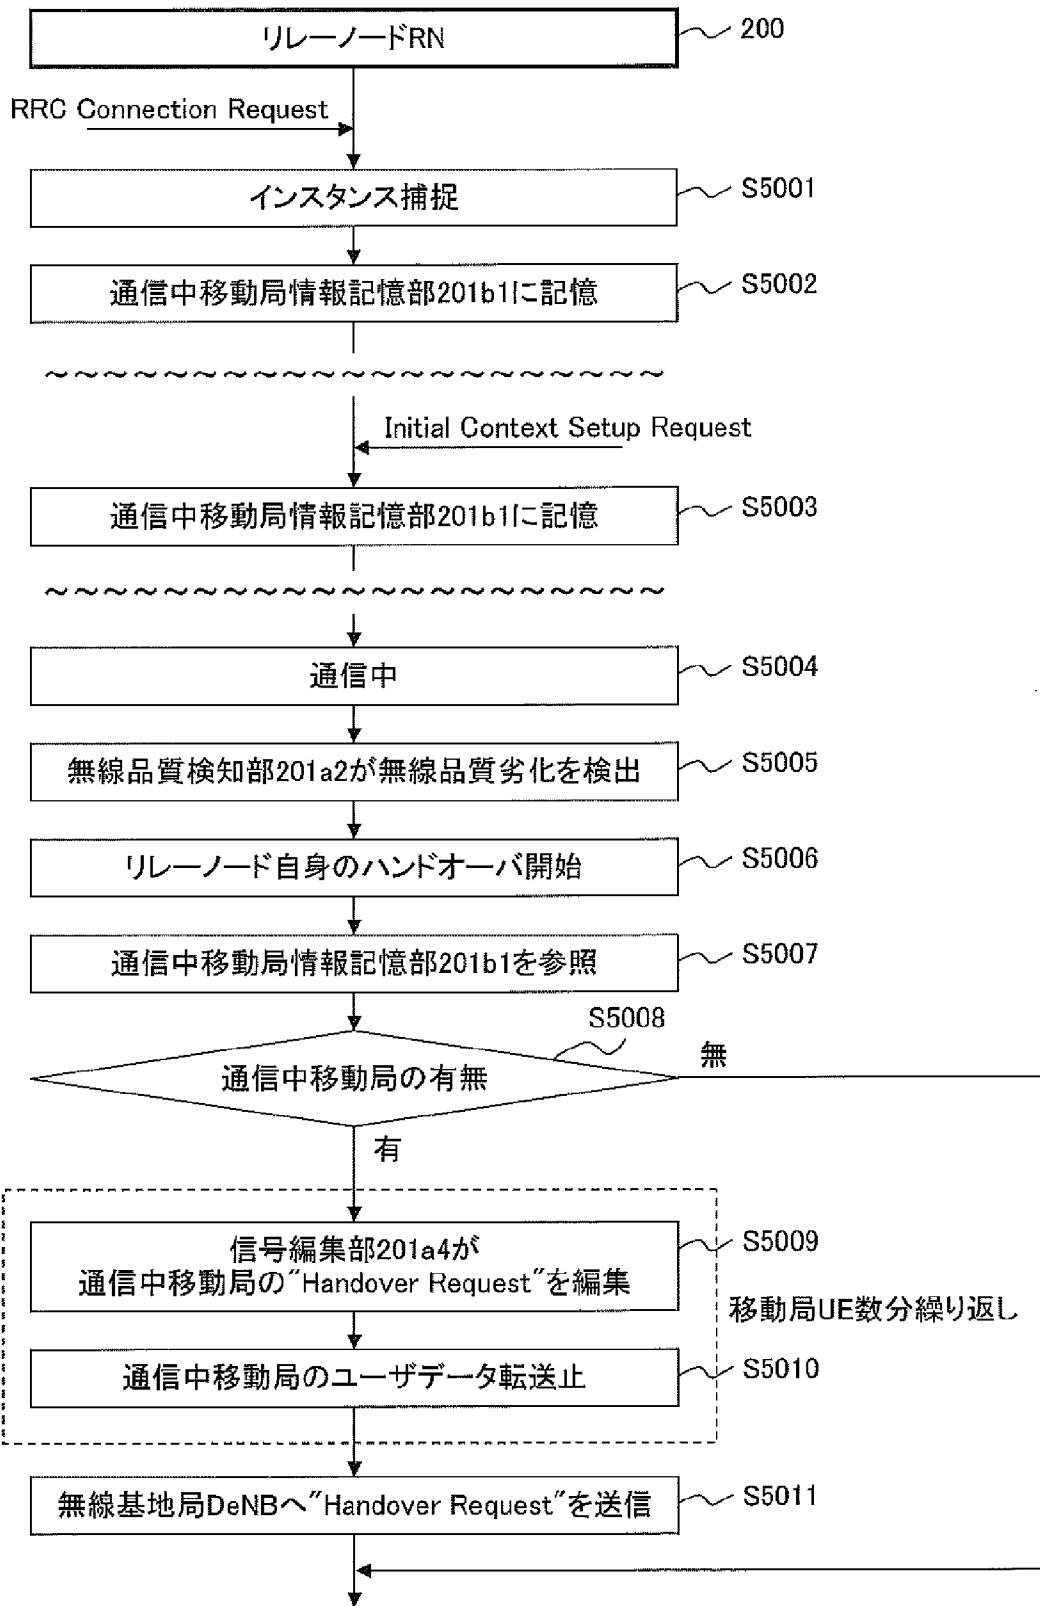 リレーノードRN
200
RRC Connection Request
インスタンス捕捉
S5001
通信中移動局情報記憶部201b1に記憶
S5002
~~~~~~~~~~~~~~~~~~~~~
Initial Context Setup Request
通信中移動局情報記憶部201b1に記憶
S5003
~~~~~~~~~~~~~~~~~~~~~
通信中
S5004
無線品質検知部201a2が無線品質劣化を検出
S5005
リレーノード自身のハンドオーバ開始
S5006
通信中移動局情報記憶部201b1を参照
S5007
S5008
通信中移動局の有無
無
有
信号編集部201a4が
通信中移動局の"Handover Request"を編集
S5009
移動局UE数分繰り返し
通信中移動局のユーザデータ転送止
S5010
無線基地局DeNBへ"Handover Request"を送信
S5011